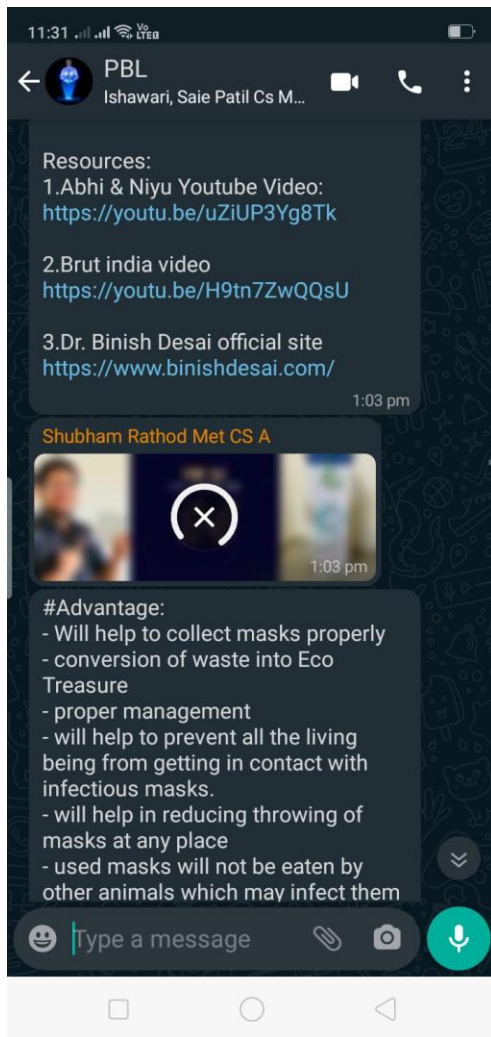 11:31
Vo
LTED
PBL
Ishawari, Saie Patil Cs M...
Resources:
1.Abhi & Niyu Youtube Video:
https://youtu.be/uZiUP3Yg8Tk
2.Brut india video
https://youtu.be/H9tn7ZwQQsU
3.Dr. Binish Desai official site
https://www.binishdesai.com/
1:03 pm
Shubham Rathod Met CS A
1:03 pm
#Advantage:
- Will help to collect masks properly
- conversion of waste into Eco
Treasure
- proper management
- will help to prevent all the living
being from getting in contact with
infectious masks.
- will help in reducing throwing of
masks at any place
- used masks will not be eaten by
other animals which may infect them
Type a message